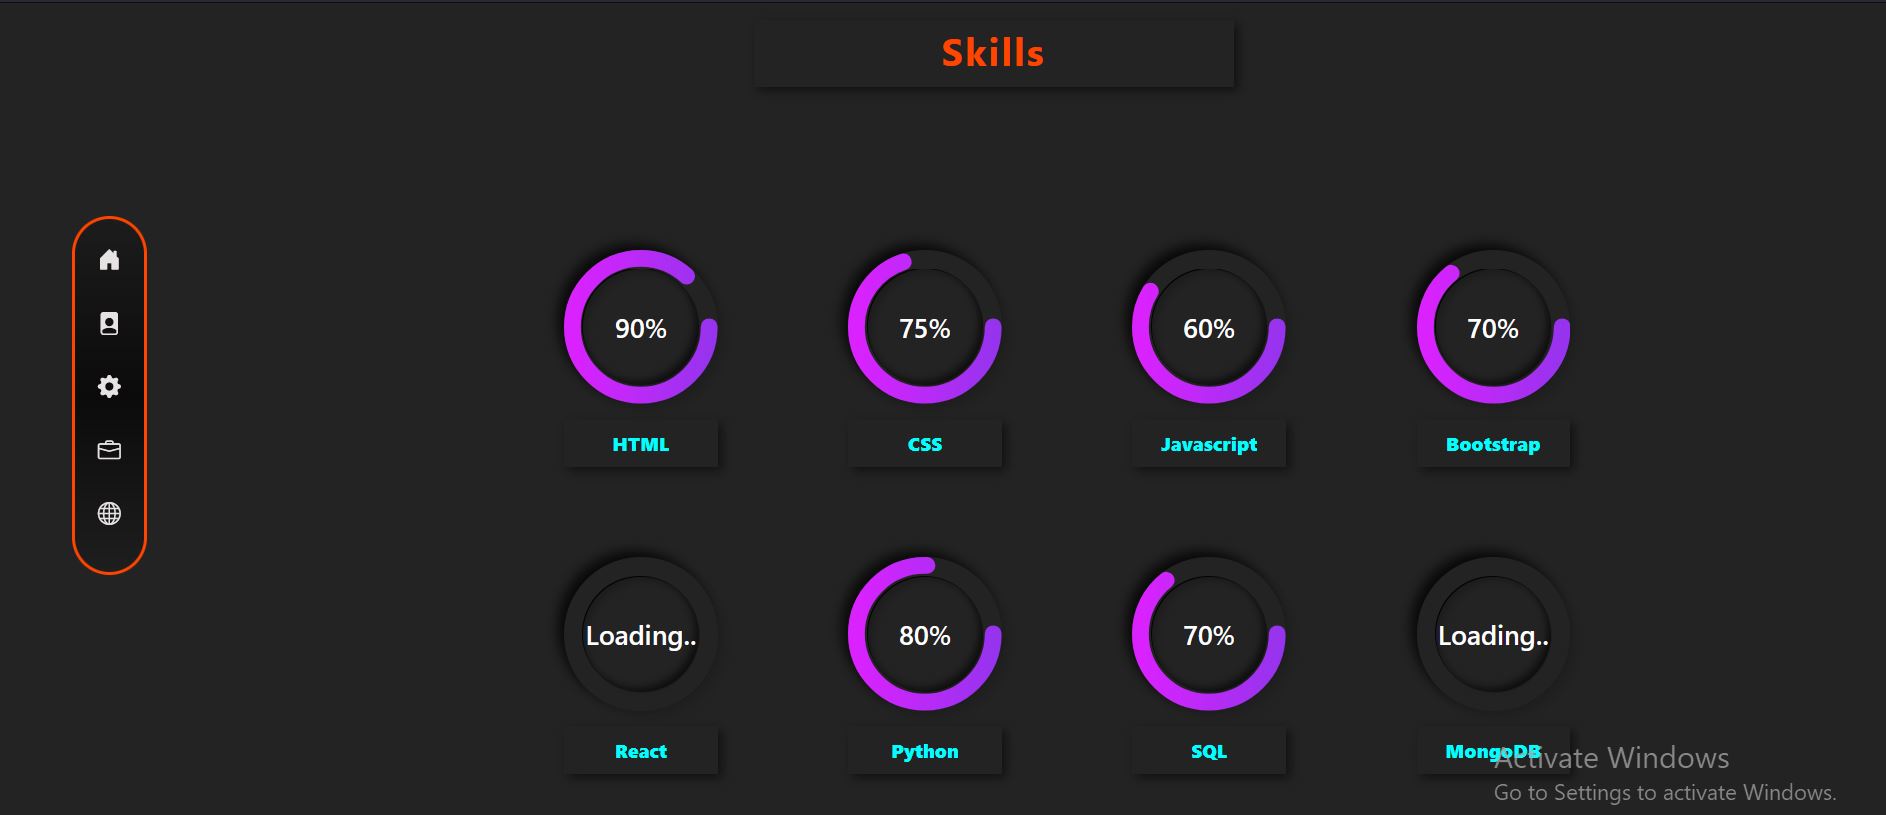 Skills
90%
75%
60%
70%
HTML
CSS
Javascript
Bootstrap
Loading..
80%
70%
Loading..
React
Python
SQL
MongoDB
Activate Windows
Go to Settings to activate Windows.